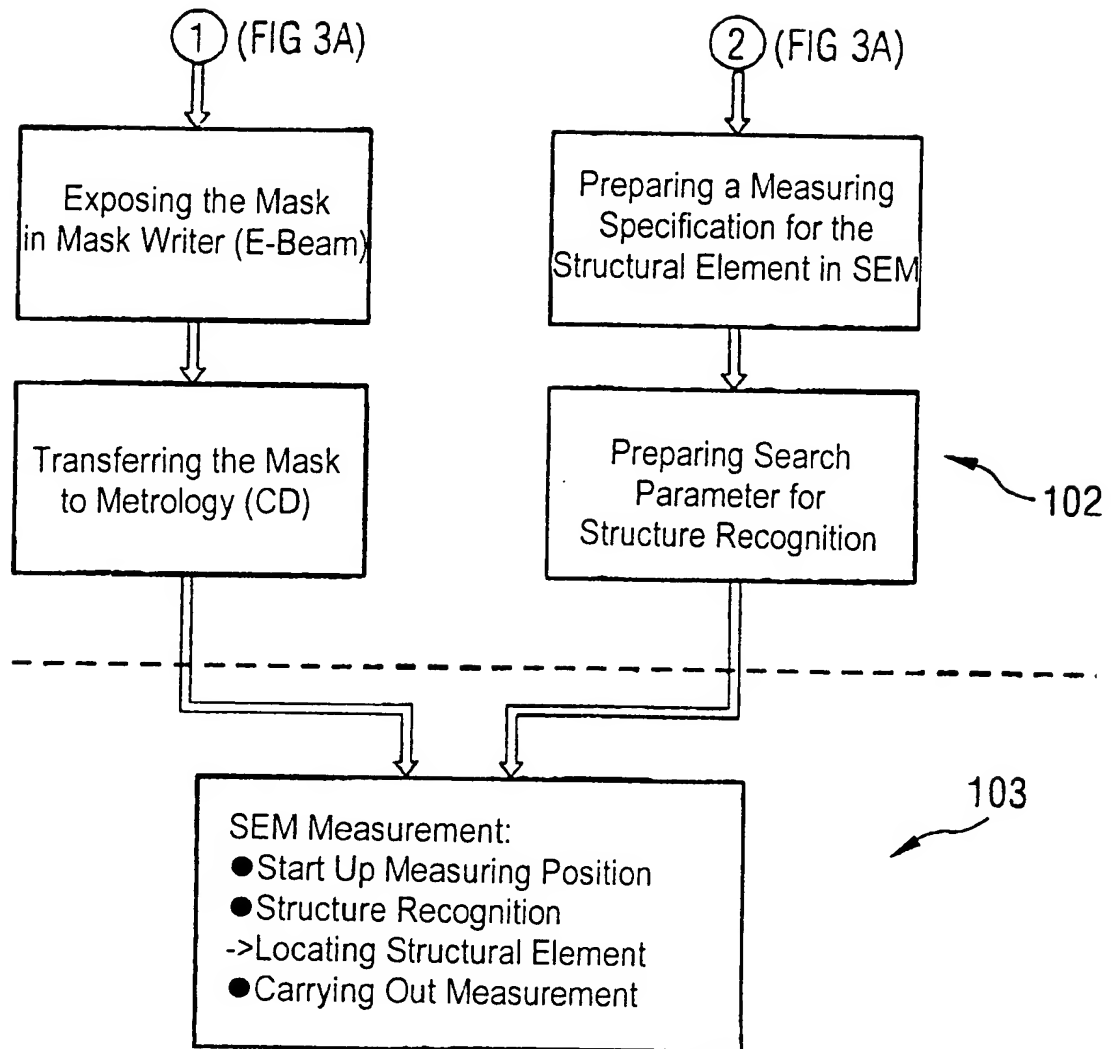 1 (FIG 3A)
Exposing the Mask
in Mask Writer (E-Beam)
Transferring the Mask
to Metrology (CD)
2 (FIG 3A)
Preparing a Measuring
Specification for the
Structural Element in SEM
Preparing Search
Parameter for
Structure Recognition
102
SEM Measurement:
●Start Up Measuring Position
●Structure Recognition
->Locating Structural Element
●Carrying Out Measurement
103